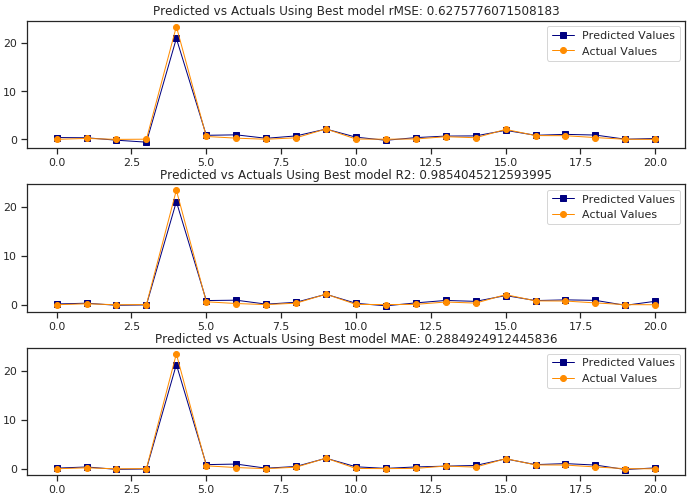 Predicted vs Actuals Using Best model rMSE: 0.6275776071508183
Predicted Values
Actual Values
20
10
0
0.0 2.5 5.0 7.5 10.0 12.5 15.0 17.5 20.0
Predicted vs Actuals Using Best model R2: 0.9854045212593995
Predicted Values
Actual Values
20
10
0
0.0 2.5 5.0 7.5 10.0 12.5 15.0 17.5 20.0
Predicted vs Actuals Using Best model MAE: 0.2884924912445836
Predicted Values
Actual Values
20
10
0
0.0 2.5 5.0 7.5 10.0 12.5 15.0 17.5 20.0